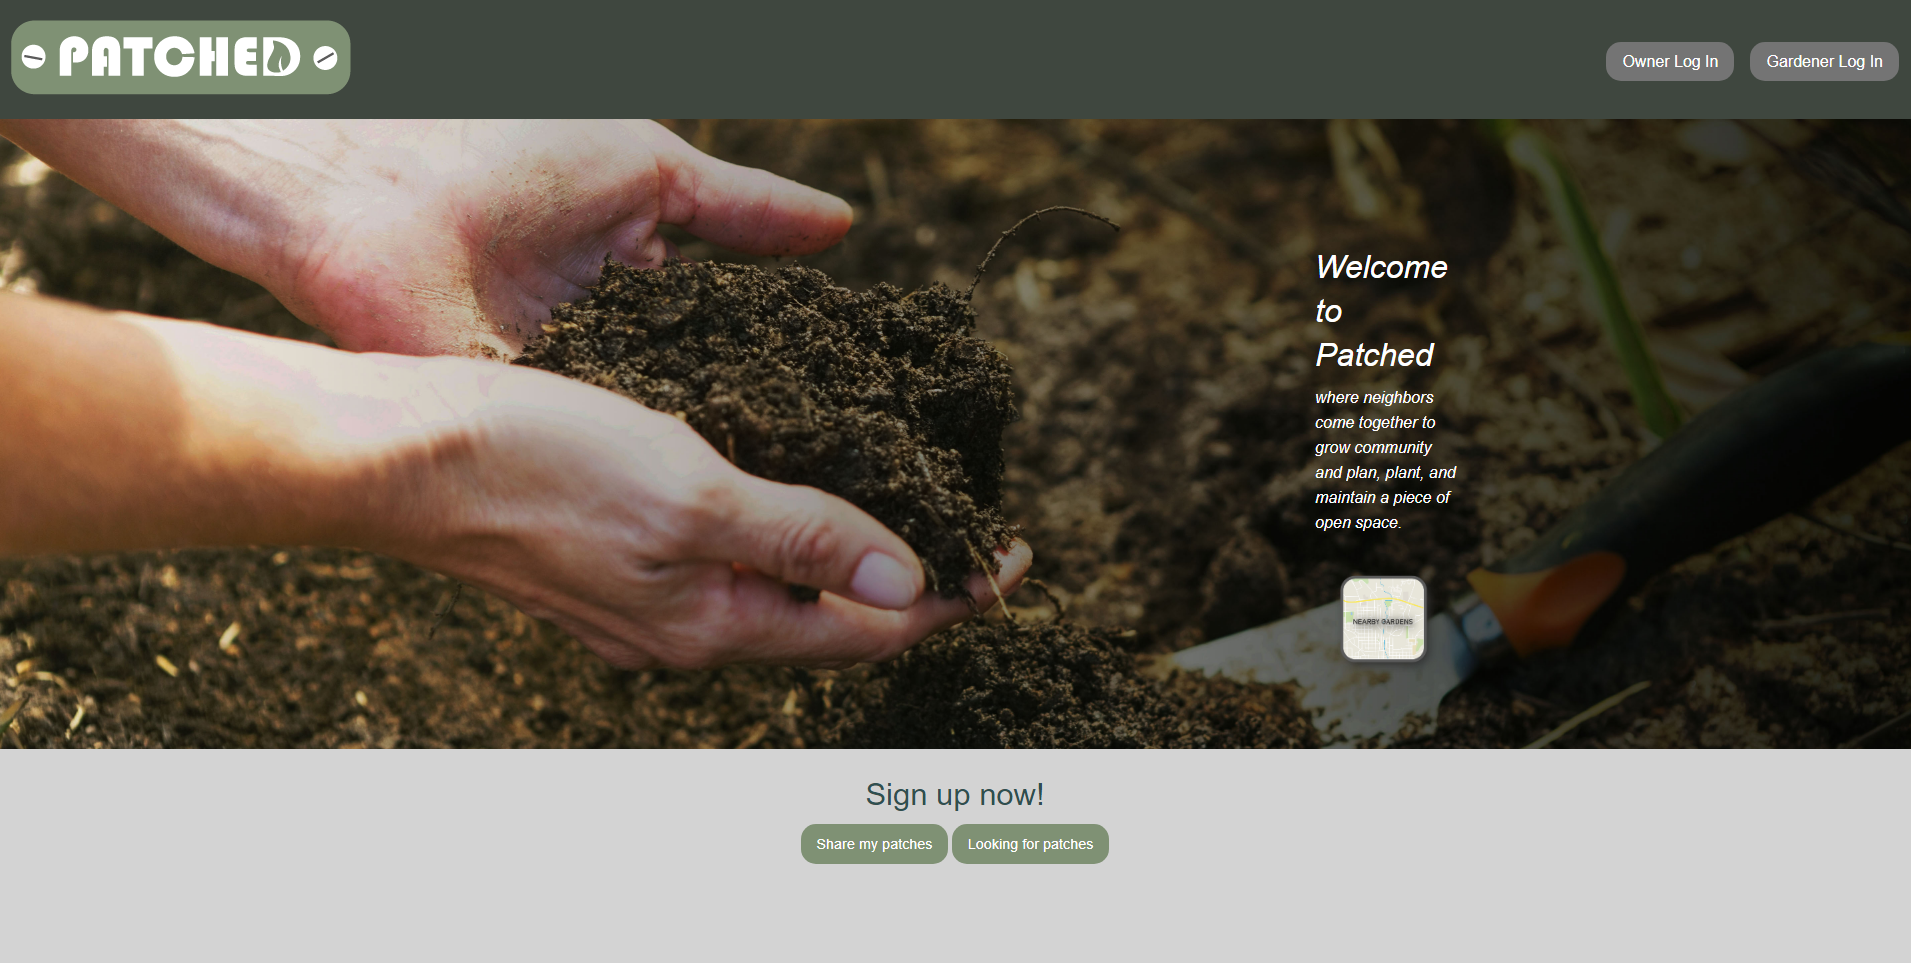 PATCHED
Owner Log In
Gardener Log In
Welcome
to
Patched
where neighbors
come together to
grow community
and plan, plant, and
maintain a piece of
open space.
NEARBY GARDENS
Sign up now!
Share my patches
Looking for patches